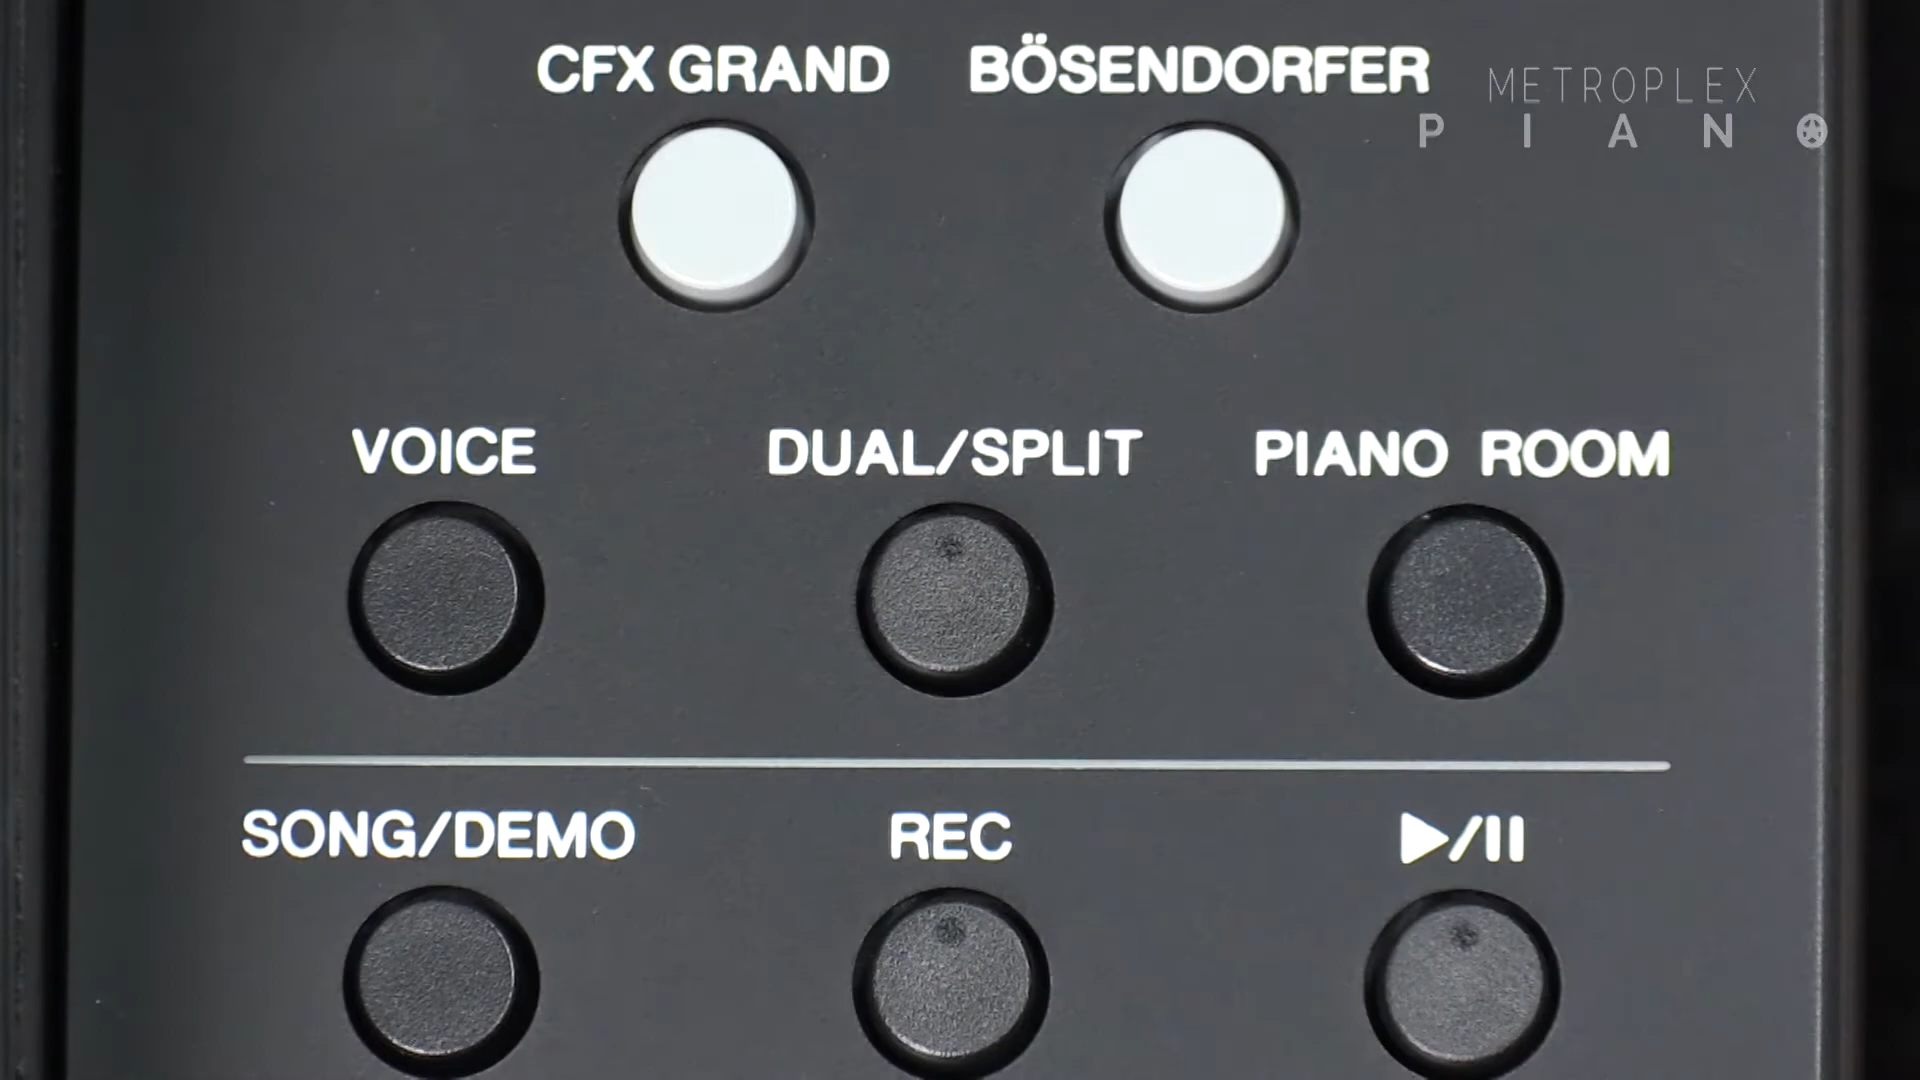 CFX GRAND BÖSENDORFER
METROPLEX
PIANO
VOICE DUAL/SPLIT PIANO ROOM
SONG/DEMO REC ▶/II